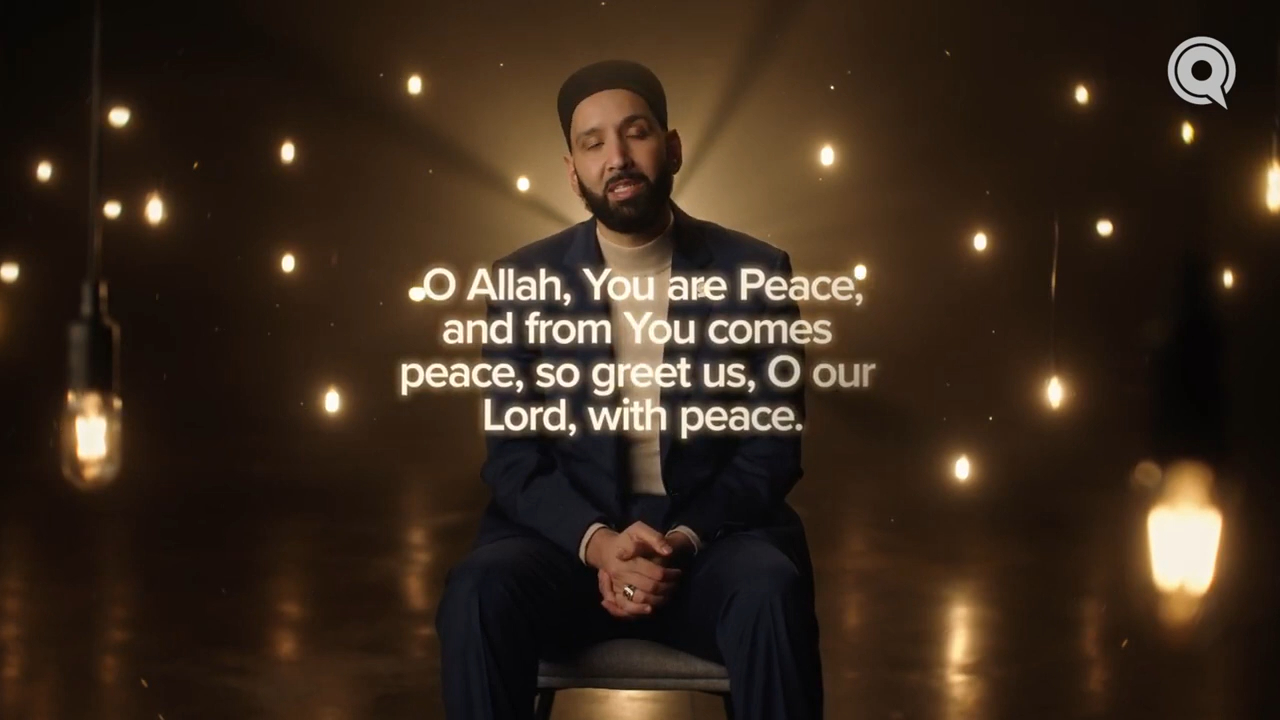 O Allah, You are Peace,
and from You comes
peace, so greet us, O our
Lord, with peace.